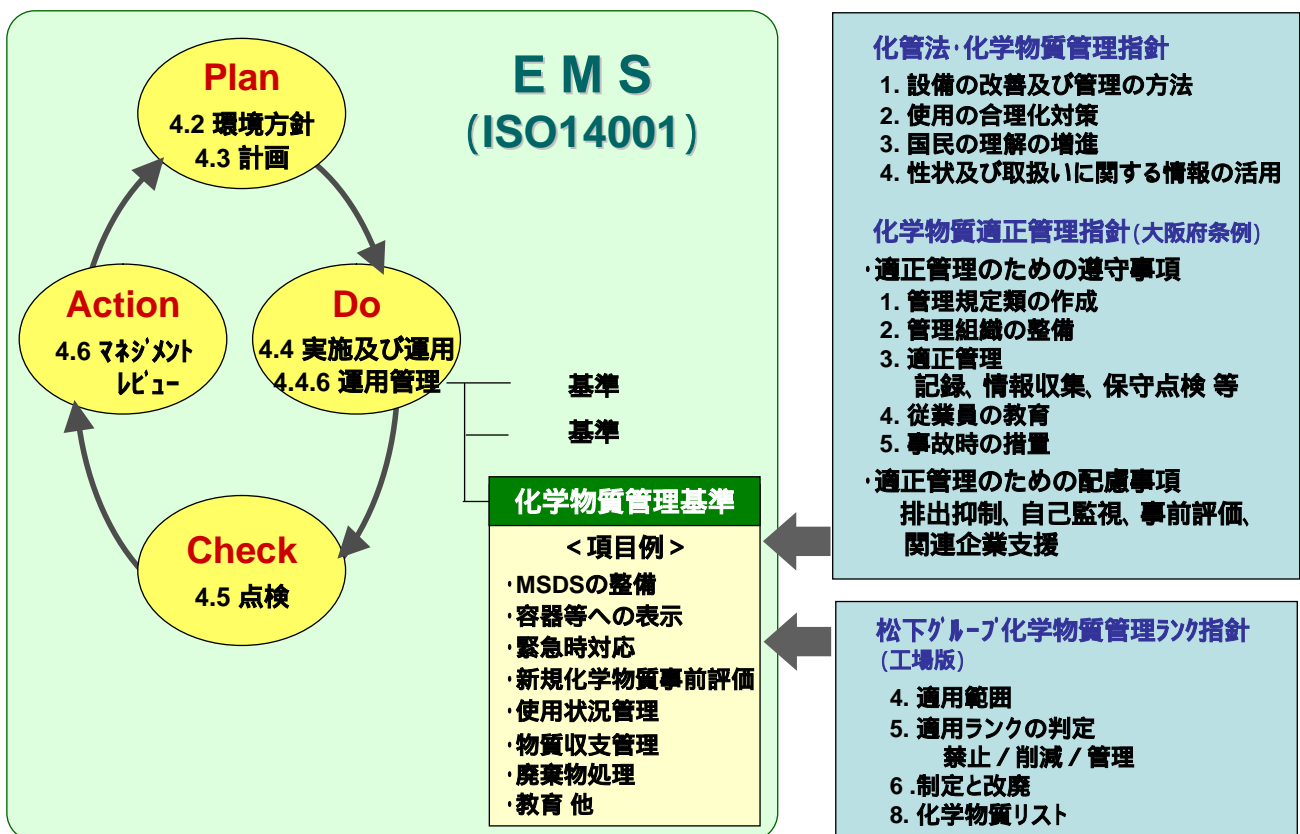 E M S
(ISO14001)
Plan
4.2 環境方針
4.3 計画
Action
4.6 マネジメント
レビュー
Do
4.4 実施及び運用
4.4.6 運用管理
Check
4.5 点検
基準
基準
化学物質管理基準
<項目例>
・MSDSの整備
・容器等への表示
・緊急時対応
・新規化学物質事前評価
・使用状況管理
・物質収支管理
・廃棄物処理
・教育 他
化管法・化学物質管理指針
1. 設備の改善及び管理の方法
2. 使用の合理化対策
3. 国民の理解の増進
4. 性状及び取扱いに関する情報の活用
化学物質適正管理指針(大阪府条例)
・適正管理のための遵守事項
1. 管理規定類の作成
2. 管理組織の整備
3. 適正管理
記録、情報収集、保守点検 等
4. 従業員の教育
5. 事故時の措置
・適正管理のための配慮事項
排出抑制、自己監視、事前評価、
関連企業支援
松下グループ化学物質管理ランク指針
(工場版)
4. 適用範囲
5. 適用ランクの判定
禁止／削減／管理
6 .制定と改廃
8. 化学物質リスト